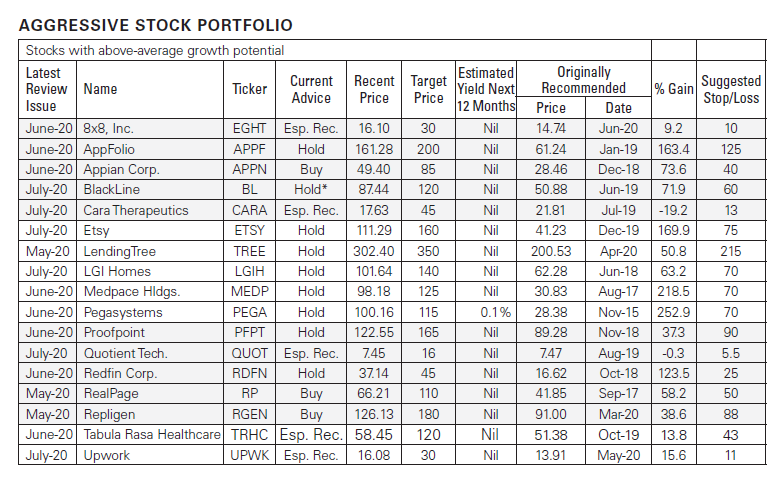 AGGRESSIVE STOCK PORTFOLIO
Stocks with above-average growth potential
Latest Review Issue Name Ticker Current Advice Recent Price Target Price Estimated Yield Next 12 Months Originally Recommended Price Date % Gain Suggested Stop/Loss
June-20 8x8, Inc. EGHT Esp. Rec. 16.10 30 Nil 14.74 Jun-20 9.2 10
June-20 AppFolio APPF Hold 161.28 200 Nil 61.24 Jan-19 163.4 125
June-20 Appian Corp. APPN Buy 49.40 85 Nil 28.46 Dec-18 73.6 40
July-20 BlackLine BL Hold* 87.44 120 Nil 50.88 Jun-19 71.9 60
July-20 Cara Therapeutics CARA Esp. Rec. 17.63 45 Nil 21.81 Jul-19 -19.2 13
July-20 Etsy ETSY Hold 111.29 160 Nil 41.23 Dec-19 169.9 75
May-20 LendingTree TREE Hold 302.40 350 Nil 200.53 Apr-20 50.8 215
July-20 LGI Homes LGIH Hold 101.64 140 Nil 62.28 Jun-18 63.2 70
June-20 Medpace Hldgs. MEDP Hold 98.18 125 Nil 30.83 Aug-17 218.5 70
June-20 Pegasystems PEGA Hold 100.16 115 0.1% 28.38 Nov-15 252.9 70
June-20 Proofpoint PFPT Hold 122.55 165 Nil 89.28 Nov-18 37.3 90
July-20 Quotient Tech. QUOT Esp. Rec. 7.45 16 Nil 7.47 Aug-19 -0.3 5.5
June-20 Redfin Corp. RDFN Hold 37.14 45 Nil 16.62 Oct-18 123.5 25
May-20 RealPage RP Buy 66.21 110 Nil 41.85 Sep-17 58.2 50
May-20 Repligen RGEN Buy 126.13 180 Nil 91.00 Mar-20 38.6 88
June-20 Tabula Rasa Healthcare TRHC Esp. Rec. 58.45 120 Nil 51.38 Oct-19 13.8 43
July-20 Upwork UPWK Esp. Rec. 16.08 30 Nil 13.91 May-20 15.6 11